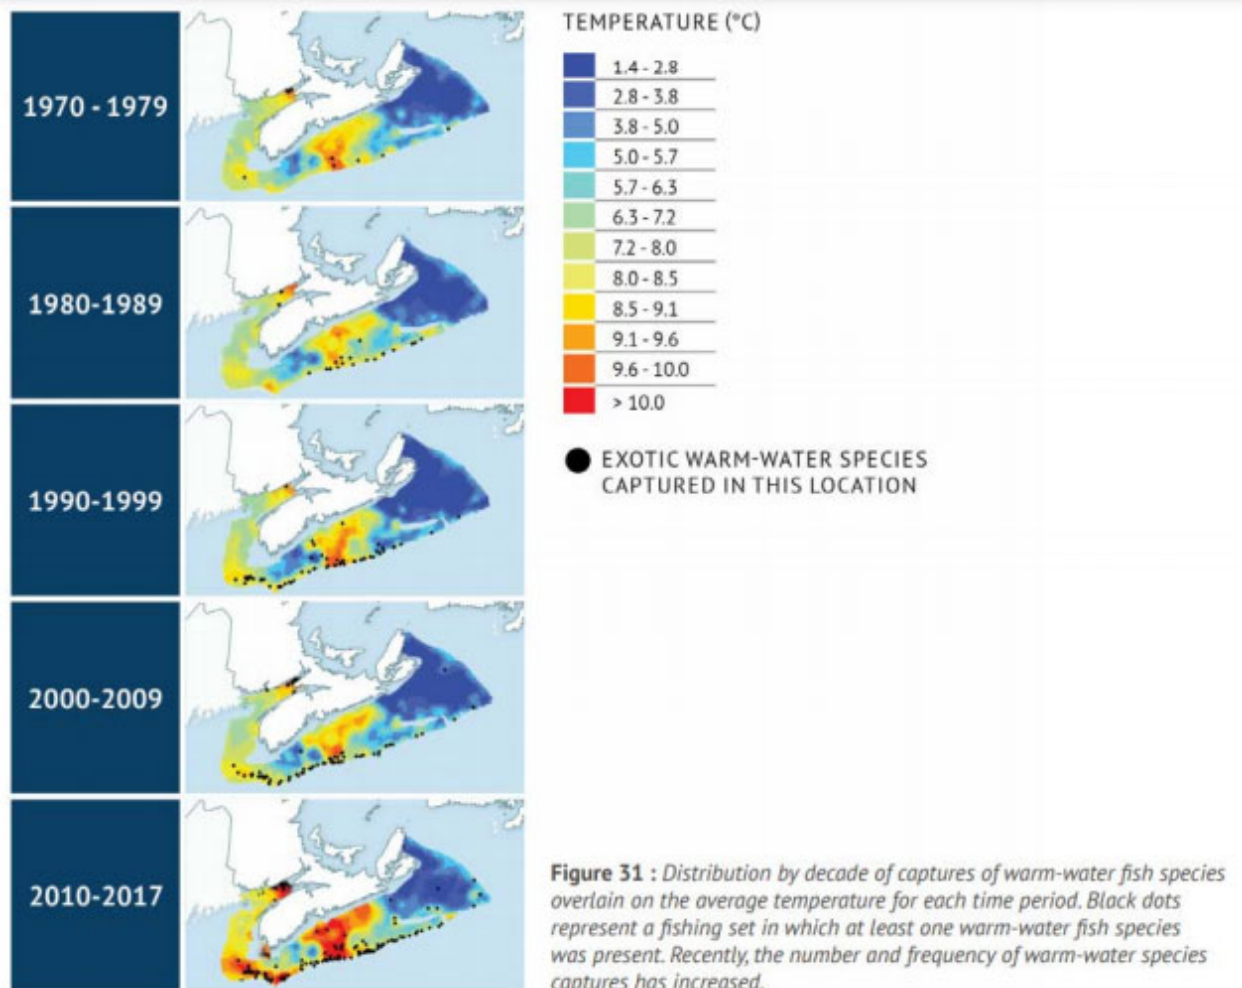 1970 - 1979
1980-1989
1990-1999
2000-2009
2010-2017
TEMPERATURE (°C)
1.4 - 2.8
2.8 - 3.8
3.8 - 5.0
5.0 - 5.7
5.7 - 6.3
6.3 - 7.2
7.2 - 8.0
8.0 - 8.5
8.5 - 9.1
9.1 - 9.6
9.6 - 10.0
> 10.0
EXOTIC WARM-WATER SPECIES
CAPTURED IN THIS LOCATION
Figure 31 : Distribution by decade of captures of warm-water fish species
overlain on the average temperature for each time period. Black dots
represent a fishing set in which at least one warm-water fish species
was present. Recently, the number and frequency of warm-water species
captures has increased.